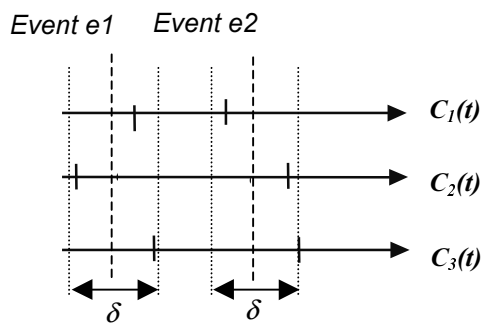 Event e1 Event e2
C₁(t)
C₂(t)
C₃(t)
δ δ